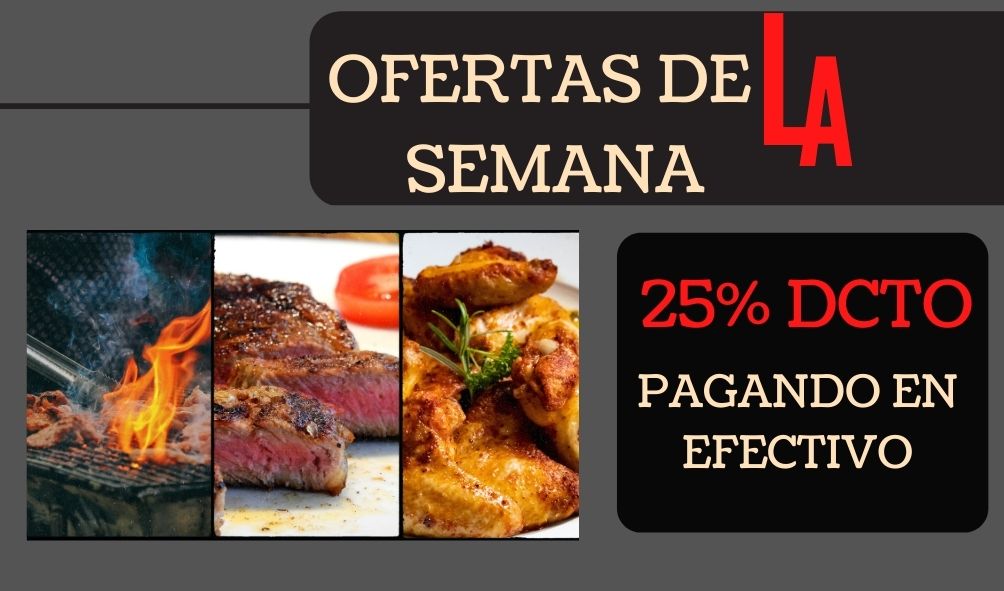 OFERTAS DE LA
SEMANA
25% DCTO
PAGANDO EN
EFECTIVO